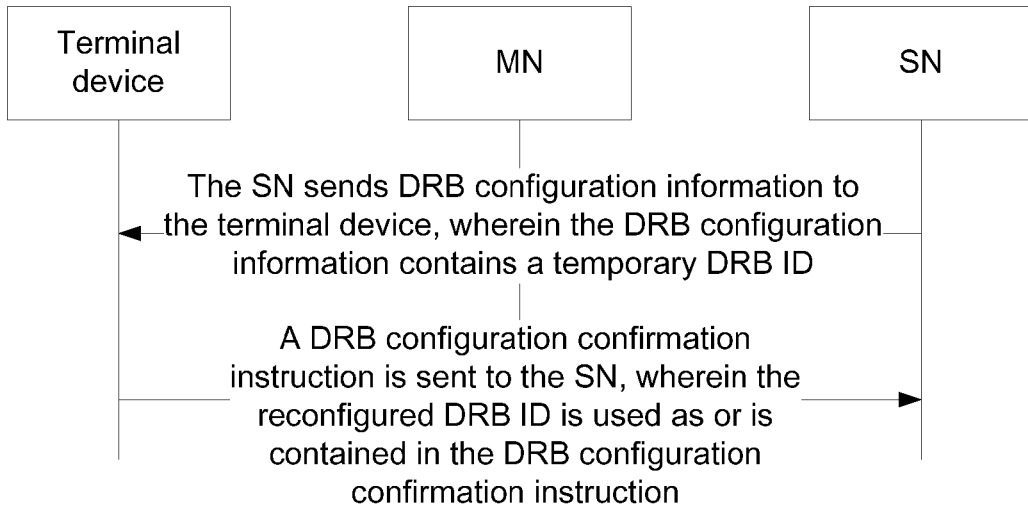 Terminal
device
MN
SN
The SN sends DRB configuration information to
the terminal device, wherein the DRB configuration
information contains a temporary DRB ID
A DRB configuration confirmation
instruction is sent to the SN, wherein the
reconfigured DRB ID is used as or is
contained in the DRB configuration
confirmation instruction